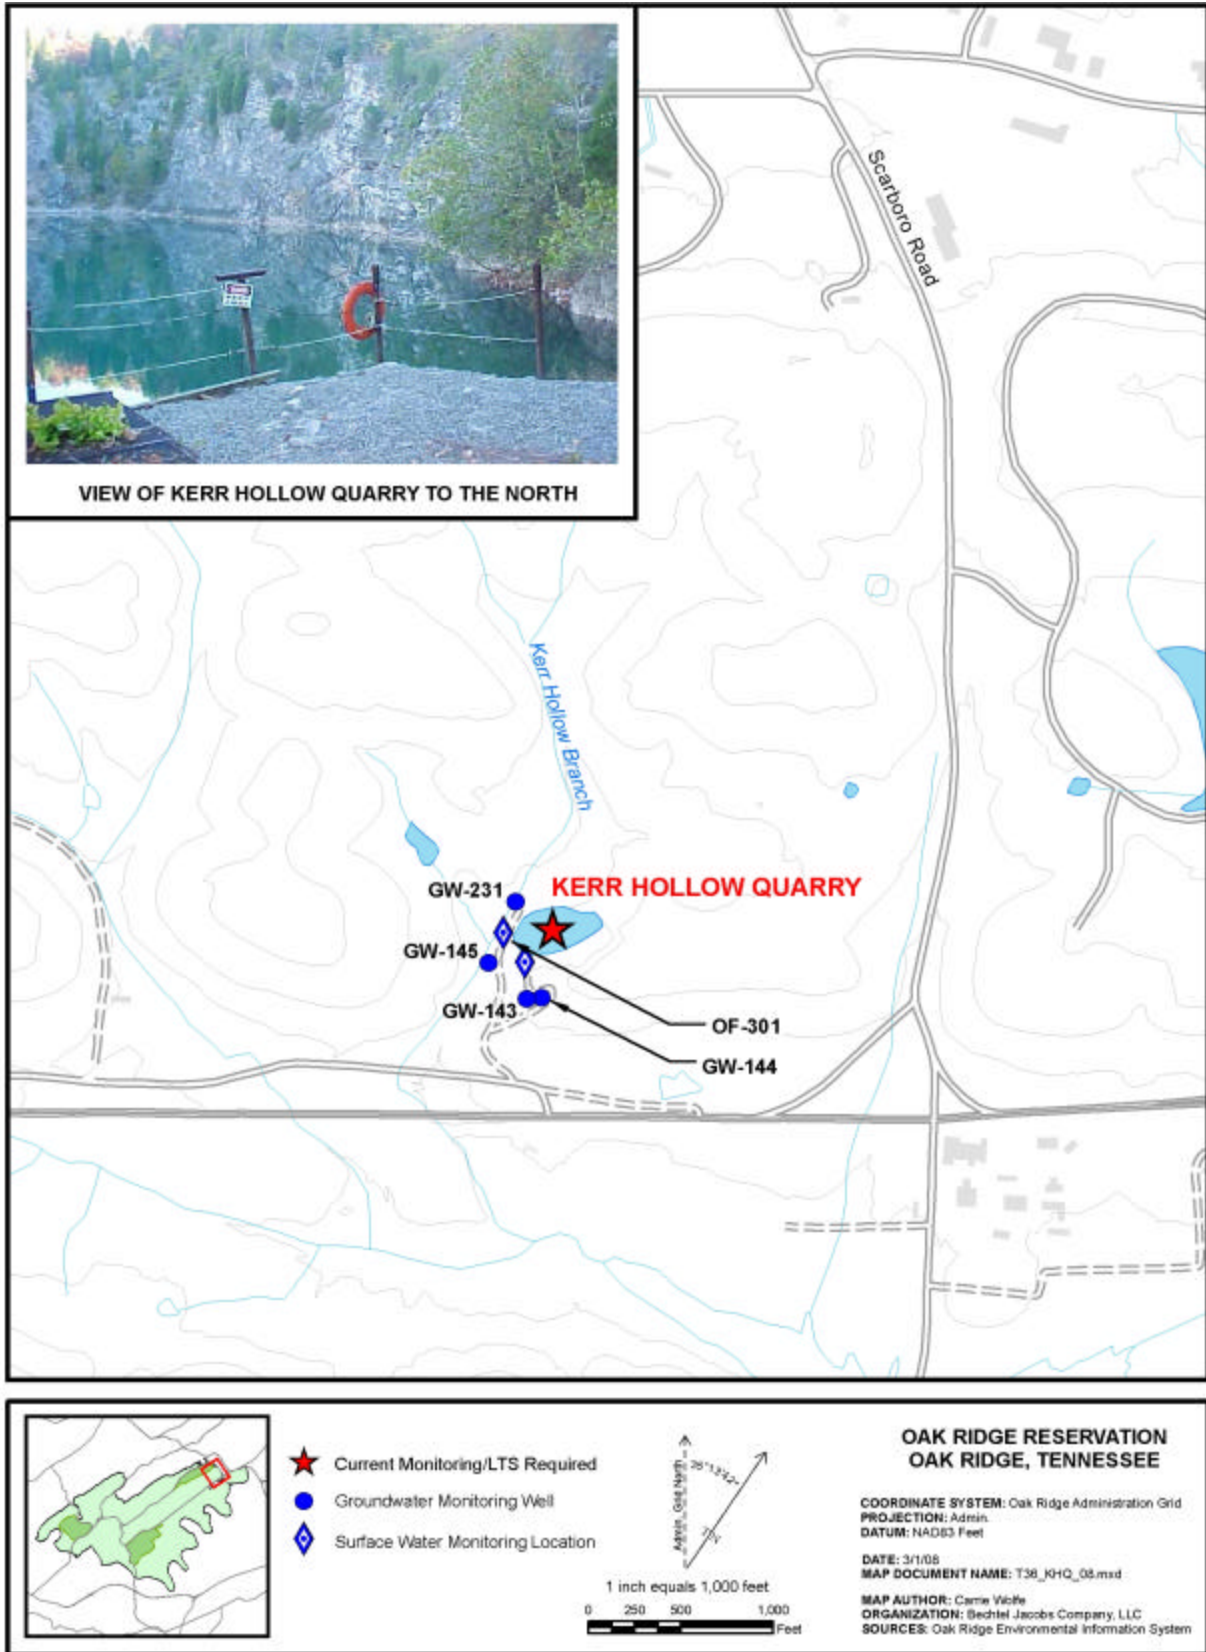 VIEW OF KERR HOLLOW QUARRY TO THE NORTH
Scarboro Road
Kerr Hollow Branch
GW-231
KERR HOLLOW QUARRY
GW-145
GW-143
OF-301
GW-144
Current Monitoring/LTS Required
Groundwater Monitoring Well
Surface Water Monitoring Location
Admin. Grid North
1 inch equals 1,000 feet
0 250 500 1,000
Feet
OAK RIDGE RESERVATION
OAK RIDGE, TENNESSEE
COORDINATE SYSTEM: Oak Ridge Administration Grid
PROJECTION: Admin.
DATUM: NAD83 Feet
DATE: 3/1/08
MAP DOCUMENT NAME: T36_KHQ_08.mxd
MAP AUTHOR: Carrie Wolfe
ORGANIZATION: Bechtel Jacobs Company, LLC
SOURCES: Oak Ridge Environmental Information System